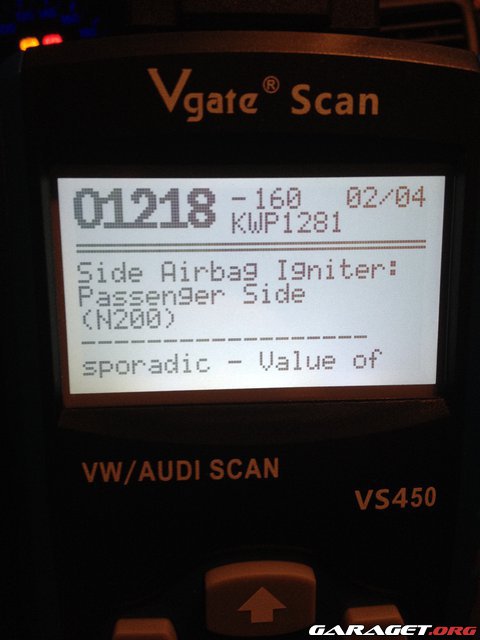 Vgate® Scan
01218 -160 02/04
KWP1281
Side Airbag Igniter:
Passenger Side
(N200)
sporadic - Value of
VW/AUDI SCAN
VS450
GARAGET.ORG